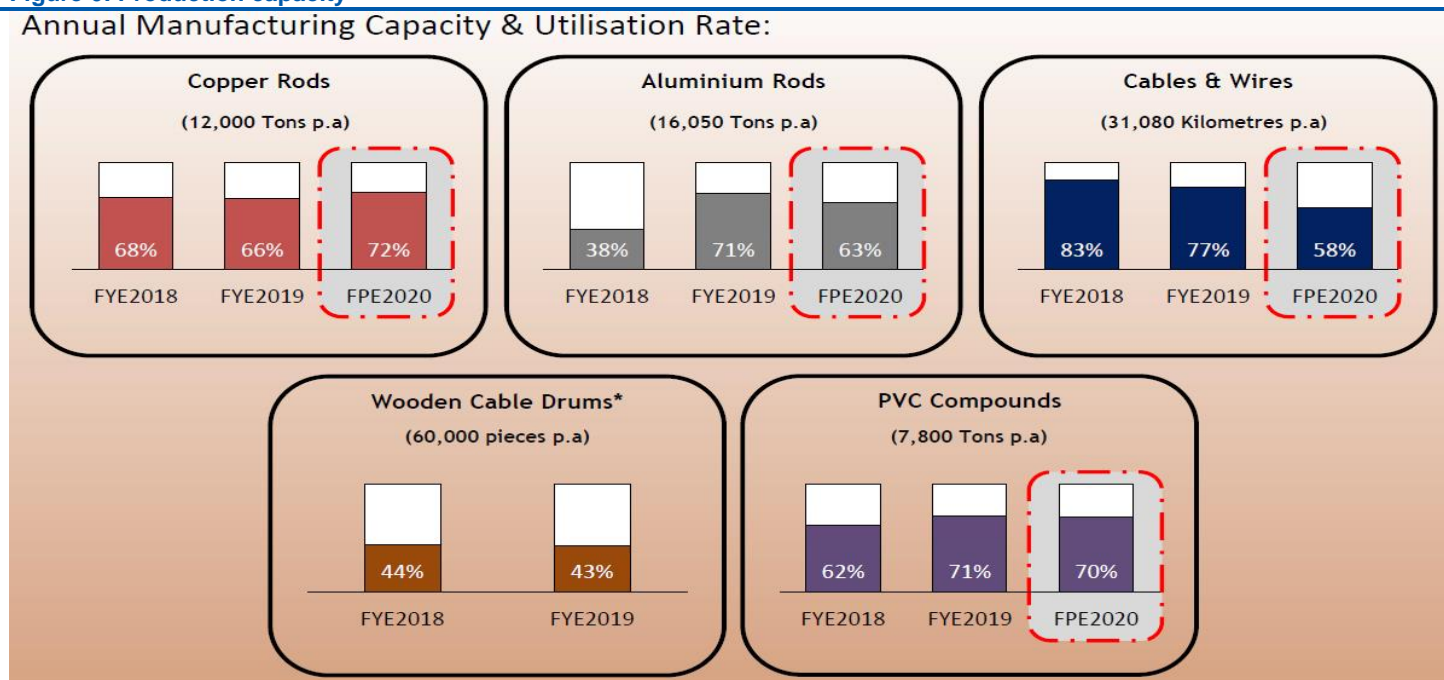 Annual Manufacturing Capacity & Utilisation Rate:
Copper Rods
(12,000 Tons p.a)
68%
66%
72%
FYE2018
FYE2019
FPE2020
Aluminium Rods
(16,050 Tons p.a)
38%
71%
63%
FYE2018
FYE2019
FPE2020
Cables & Wires
(31,080 Kilometres p.a)
83%
77%
58%
FYE2018
FYE2019
FPE2020
Wooden Cable Drums*
(60,000 pieces p.a)
44%
43%
FYE2018
FYE2019
PVC Compounds
(7,800 Tons p.a)
62%
71%
70%
FYE2018
FYE2019
FPE2020